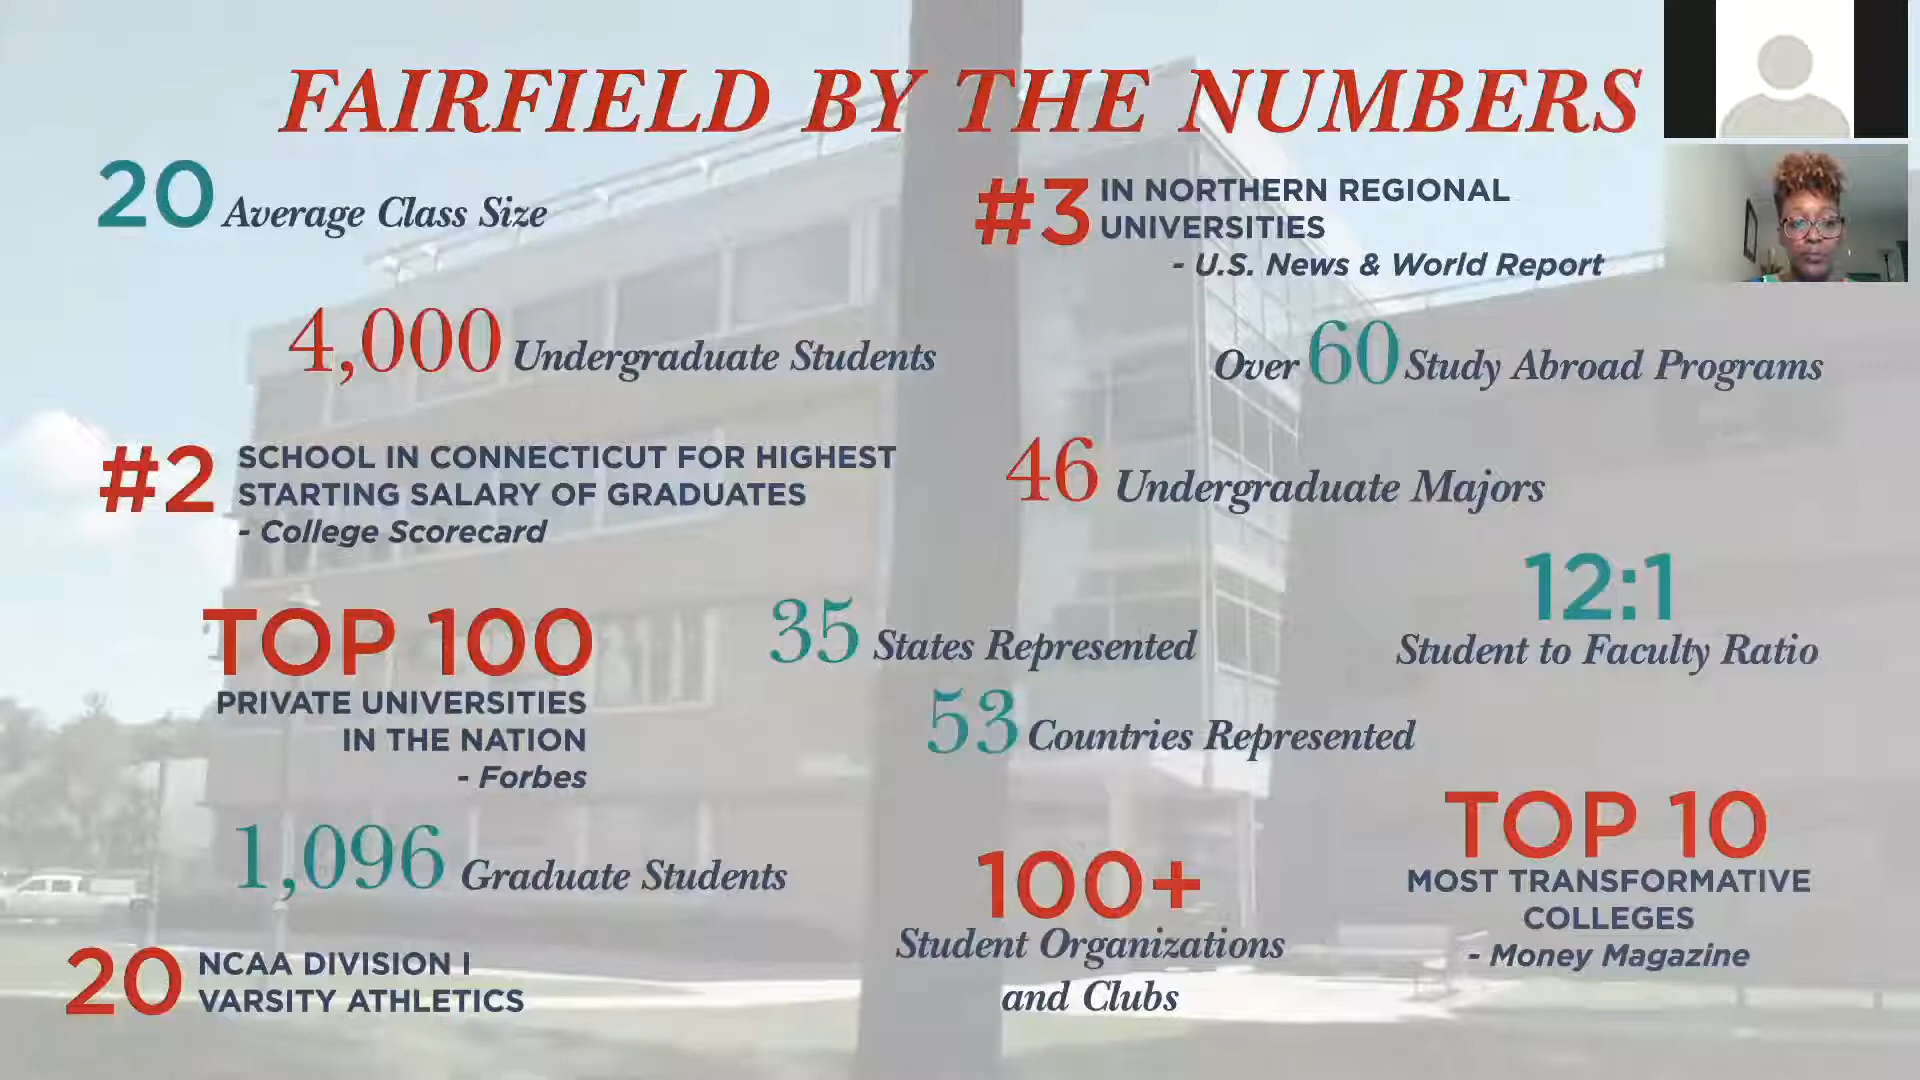 FAIRFIELD BY THE NUMBERS
20 Average Class Size
#3 IN NORTHERN REGIONAL
UNIVERSITIES
- U.S. News & World Report
4,000 Undergraduate Students
Over 60 Study Abroad Programs
#2 SCHOOL IN CONNECTICUT FOR HIGHEST
STARTING SALARY OF GRADUATES
- College Scorecard
46 Undergraduate Majors
12:1
Student to Faculty Ratio
TOP 100
PRIVATE UNIVERSITIES
IN THE NATION
- Forbes
35 States Represented
53 Countries Represented
1,096 Graduate Students
TOP 10
MOST TRANSFORMATIVE
COLLEGES
- Money Magazine
100+
Student Organizations
and Clubs
20 NCAA DIVISION I
VARSITY ATHLETICS